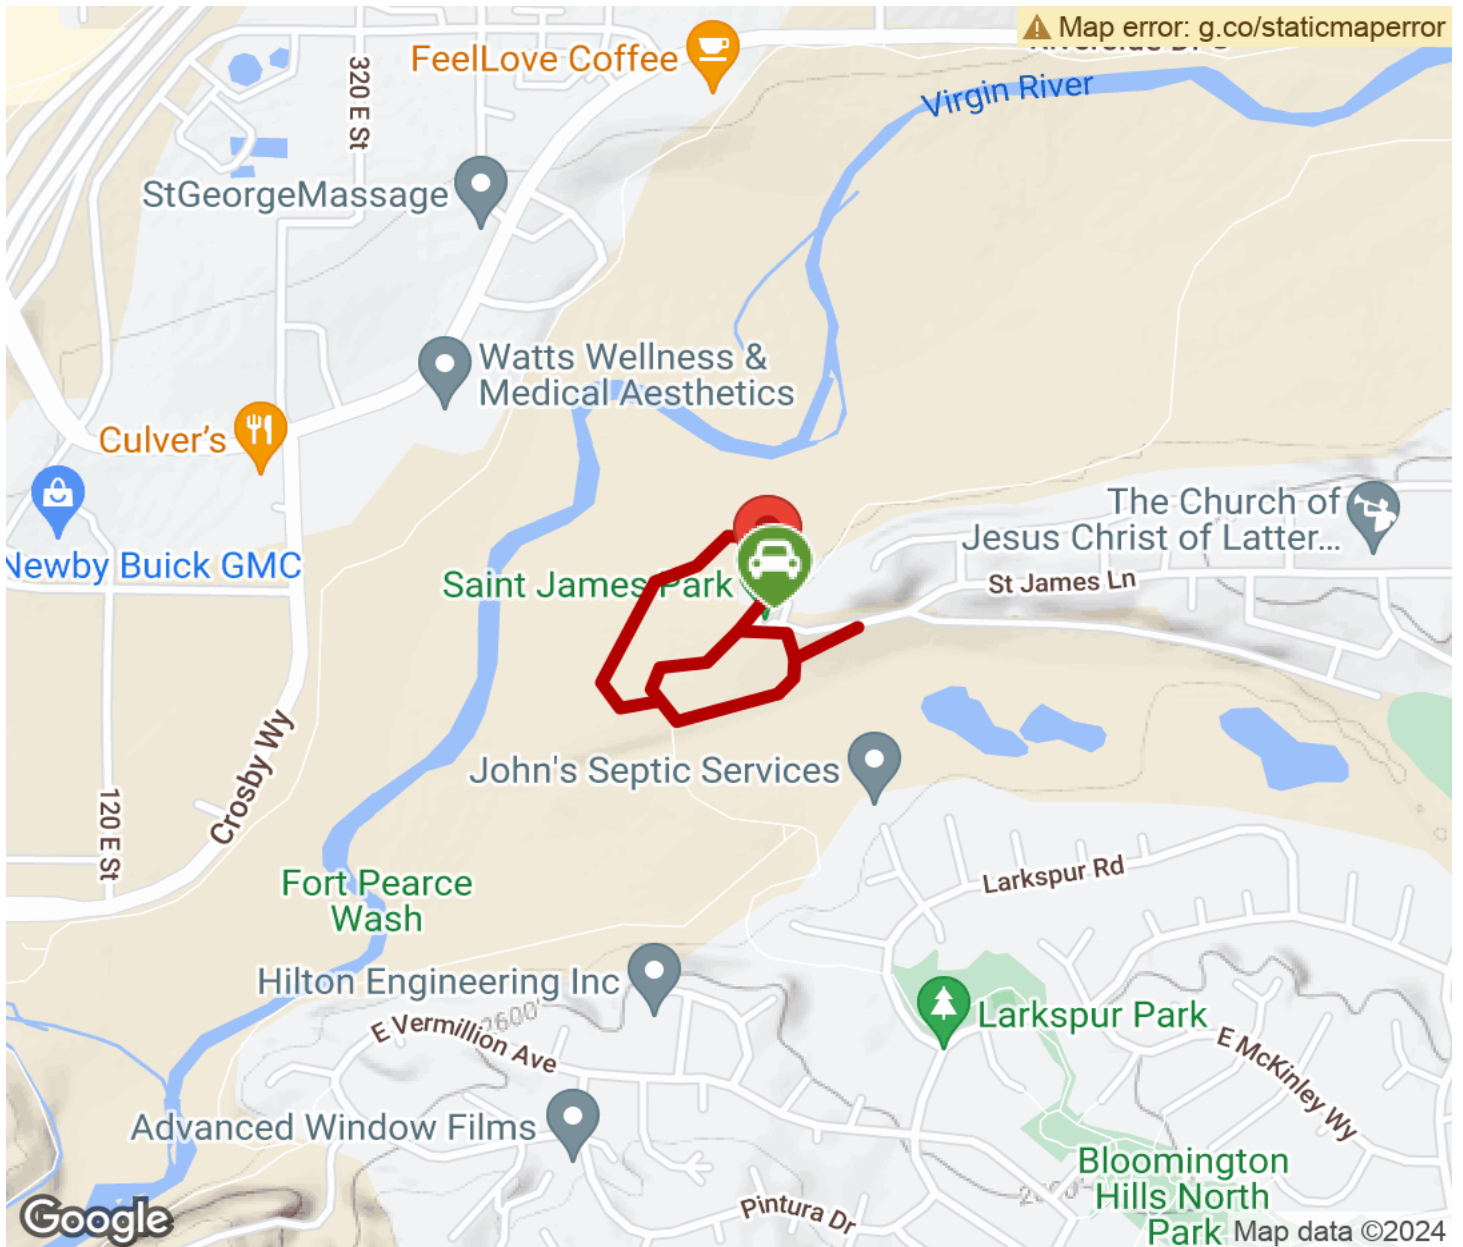 Map error: g.co/staticmaperror
FeelLove Coffee
320 E St
Virgin River
StGeorgeMassage
Watts Wellness &
Medical Aesthetics
Culver's
Newby Buick GMC
The Church of
Jesus Christ of Latter...
St James Ln
Saint James Park
Crosby Wy
John's Septic Services
120 E St
Larkspur Rd
Fort Pearce
Wash
Hilton Engineering Inc
2600'
E Vermillion Ave
Larkspur Park
E McKinley Wy
Advanced Window Films
Bloomington
Hills North
Park
Pintura Dr
Google
Map data ©2024